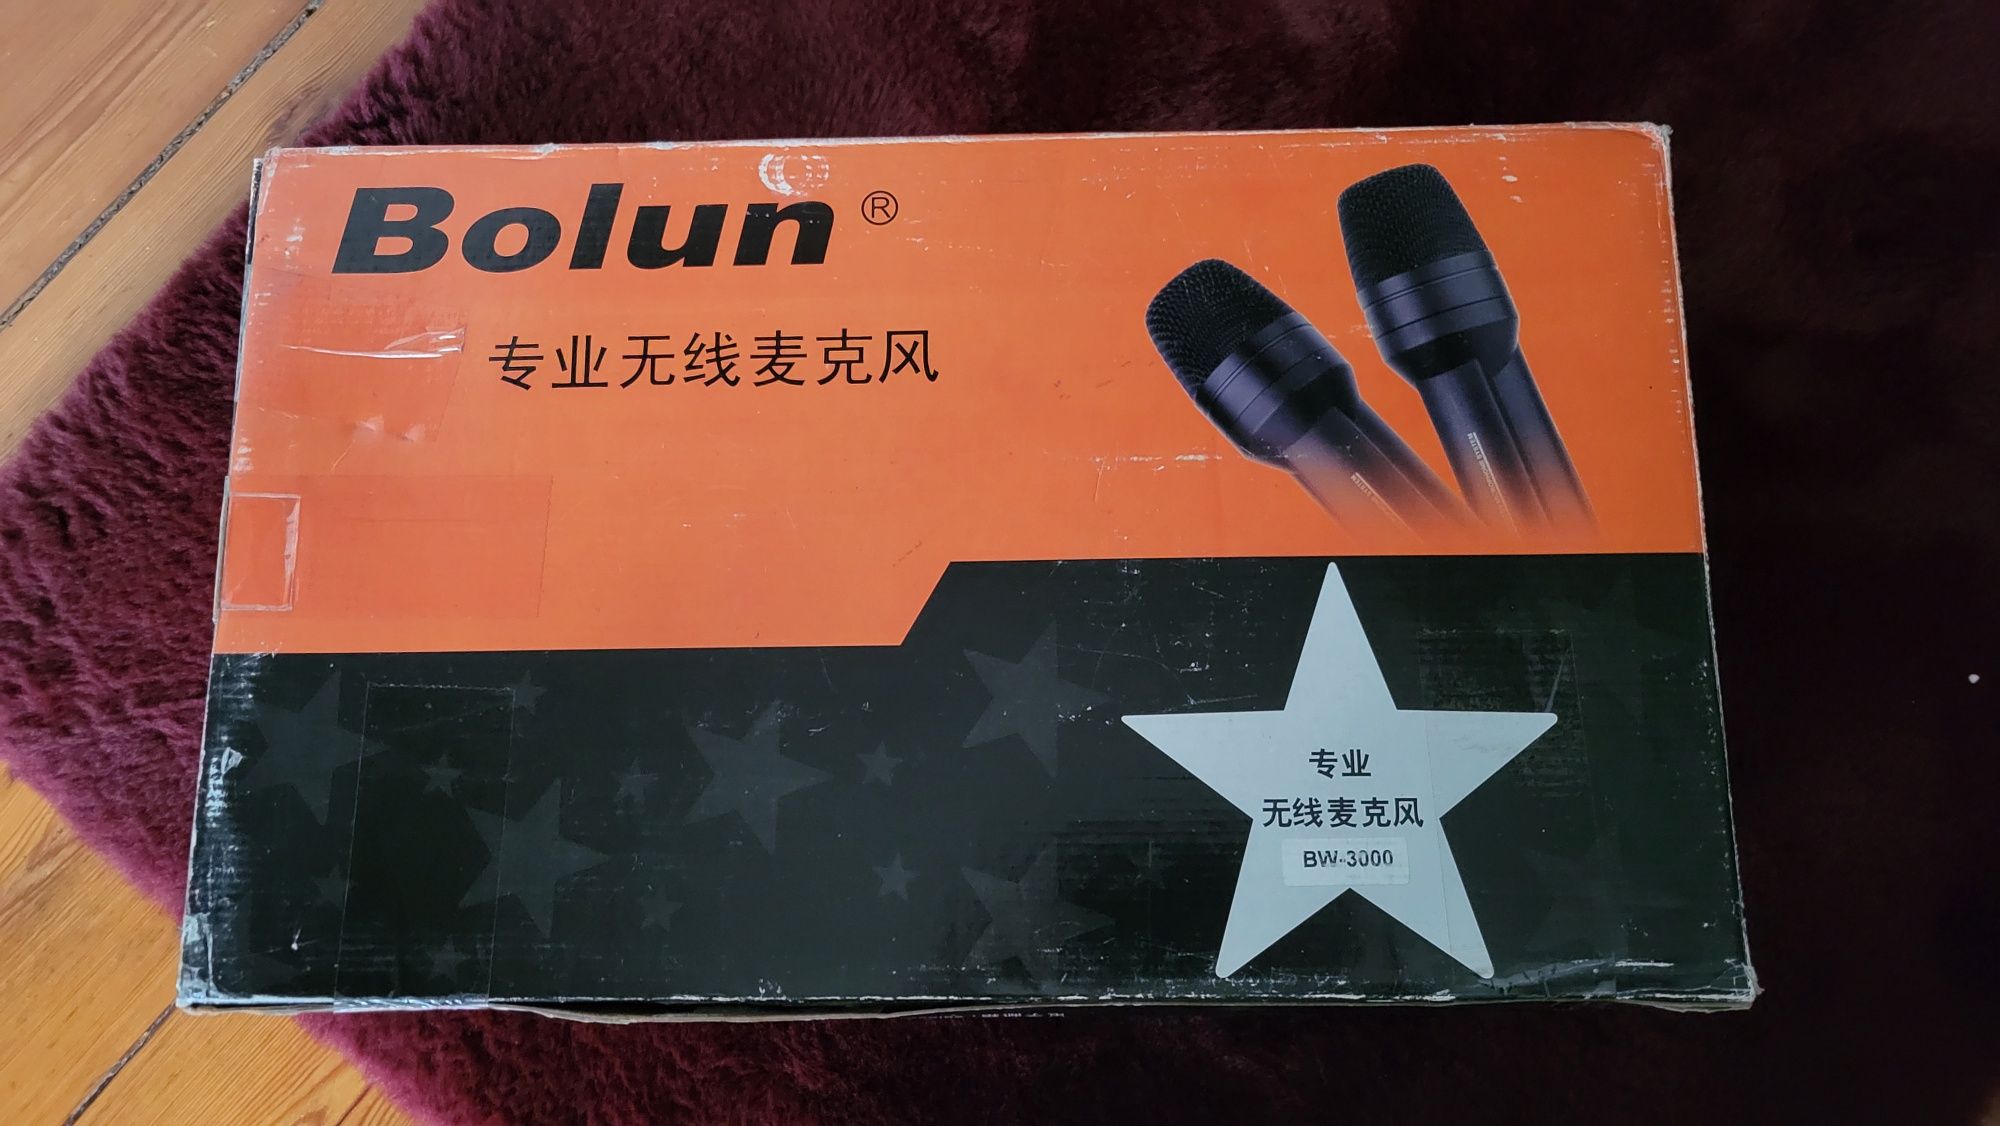 Bolun ®
专业无线麦克风
专业
无线麦克风
BW-3000